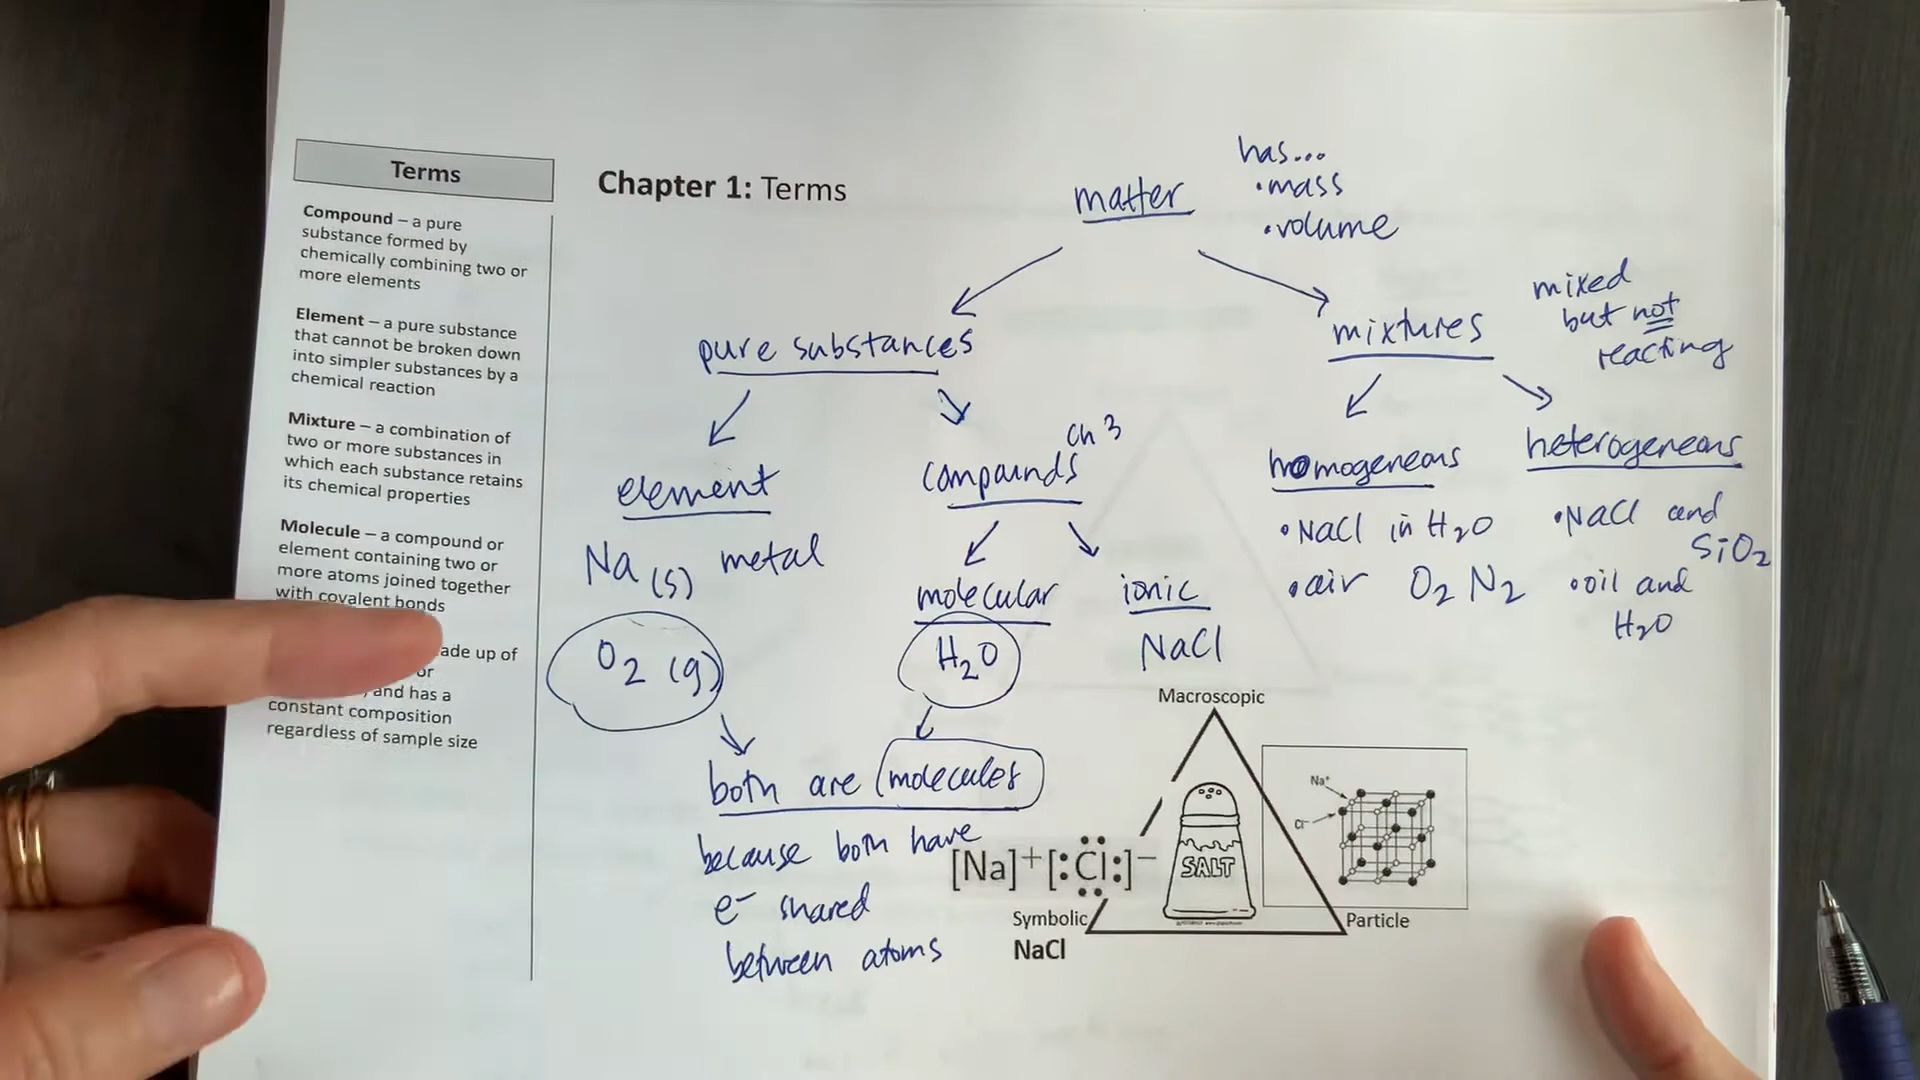 Terms
Compound – a pure
substance formed by
chemically combining two or
more elements
Element – a pure substance
that cannot be broken down
into simpler substances by a
chemical reaction
Mixture – a combination of
two or more substances in
which each substance retains
its chemical properties
Molecule – a compound or
element containing two or
more atoms joined together
with covalent bonds
ade up of
or
, and has a
constant composition
regardless of sample size
Chapter 1: Terms
matter
has...
•mass
•volume
pure substances
mixtures
mixed
but not
reacting
element
Na (s) metal
O2 (g)
compounds
Ch 3
molecular
H2O
ionic
NaCl
both are molecules
because both have
e- shared
between atoms
homogeneous
•NaCl in H2O
•air O2 N2
heterogeneous
•NaCl and
SiO2
•oil and
H2O
Macroscopic
[Na]+[:Cl:]−
SALT
Na+
Cl−
Symbolic
NaCl
Particle